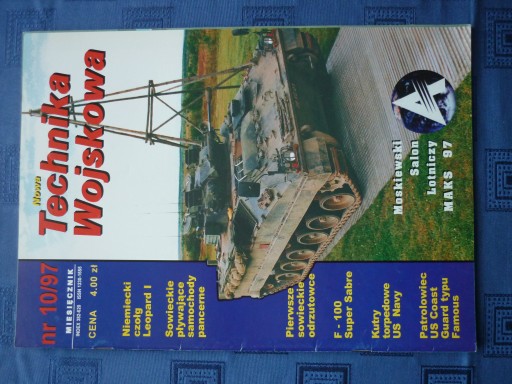 Nowa
Technika
Wojskowa
nr 10/97
MIESIĘCZNIK
CENA 4.00 zł
Moskiewski
Salon
Lotniczy
MAKS 97
Niemiecki
czołg
Leopard I
Sowieckie
pływające
samochody
pancerne
Pierwsze
sowieckie
odrzutowce
F-100
Super Sabre
Kutry
torpedowe
US Navy
Patrolowiec
US Coast
Guard typu
Famous